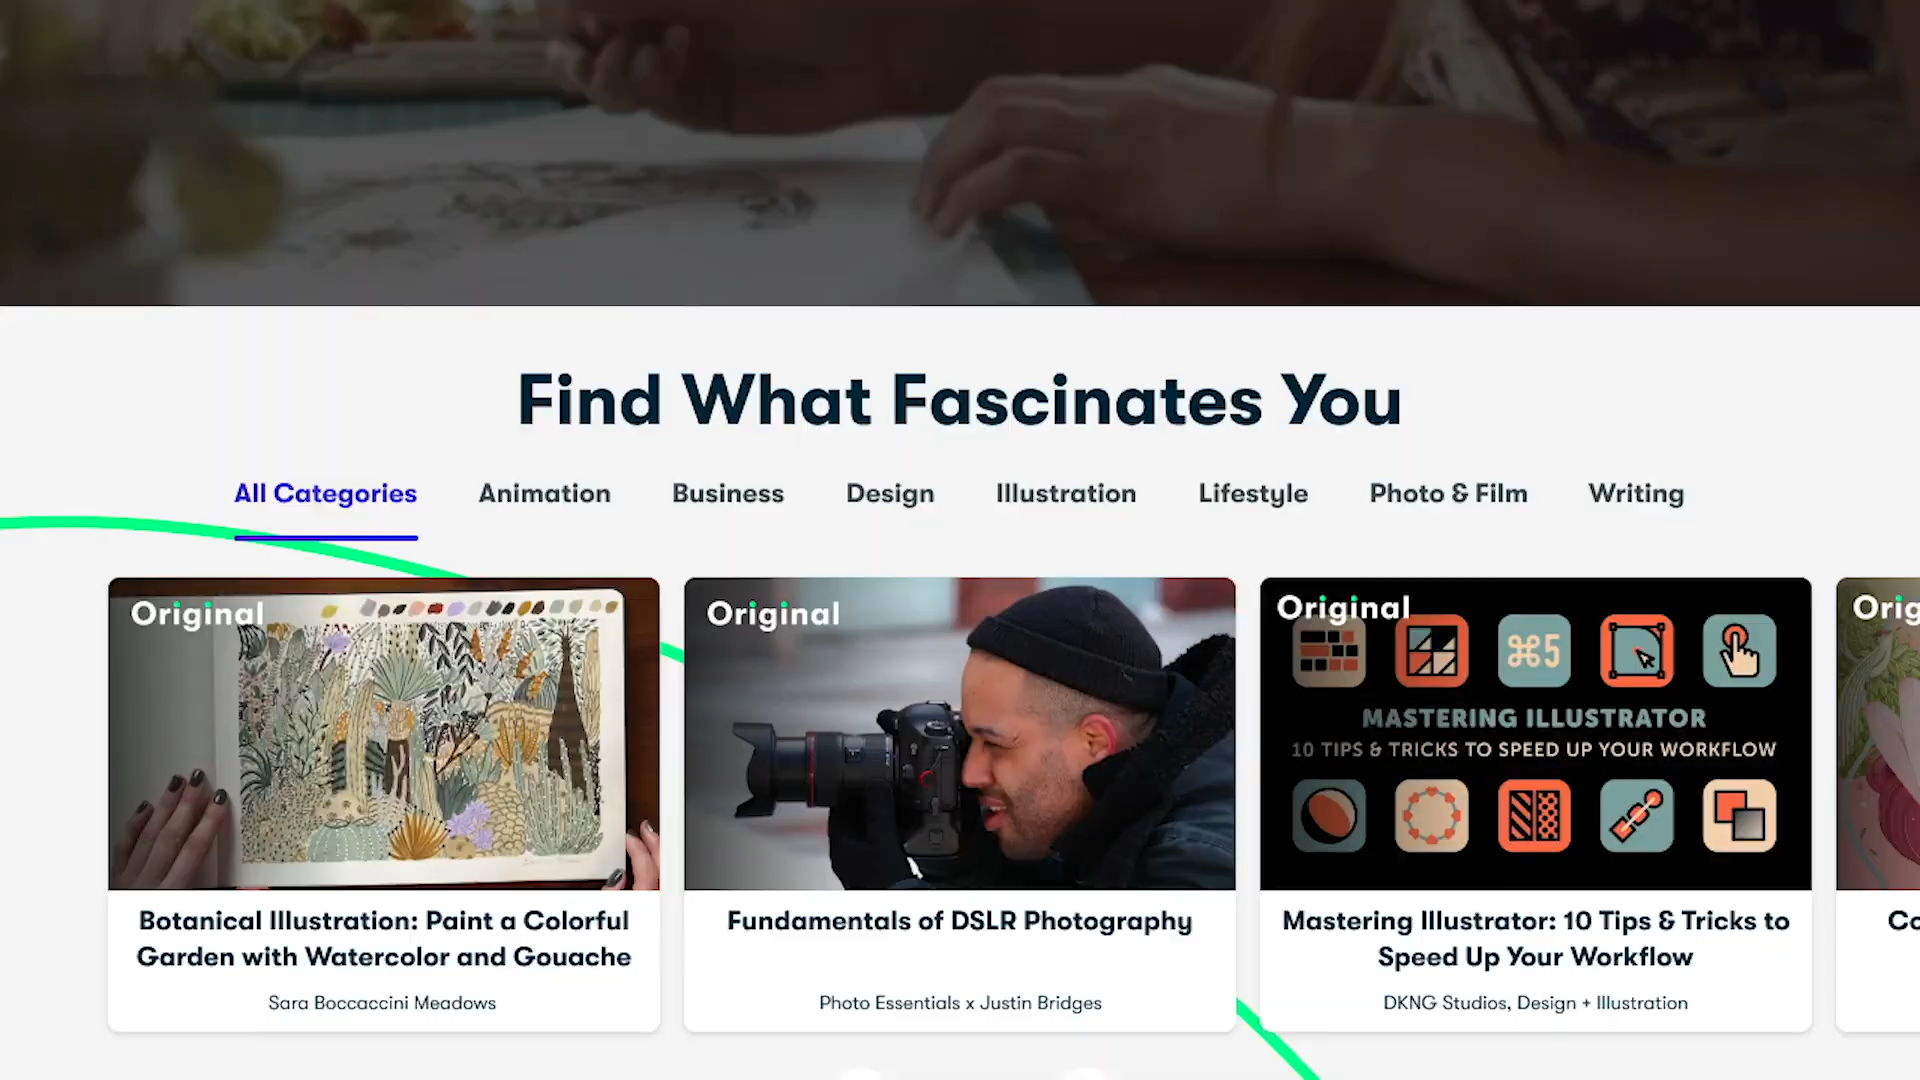 Find What Fascinates You
All Categories Animation Business Design Illustration Lifestyle Photo & Film Writing
Original
Botanical Illustration: Paint a Colorful
Garden with Watercolor and Gouache
Sara Boccaccini Meadows
Original
Fundamentals of DSLR Photography
Photo Essentials x Justin Bridges
Original
⌘5
MASTERING ILLUSTRATOR
10 TIPS & TRICKS TO SPEED UP YOUR WORKFLOW
Mastering Illustrator: 10 Tips & Tricks to
Speed Up Your Workflow
DKNG Studios, Design + Illustration
Orig
Co